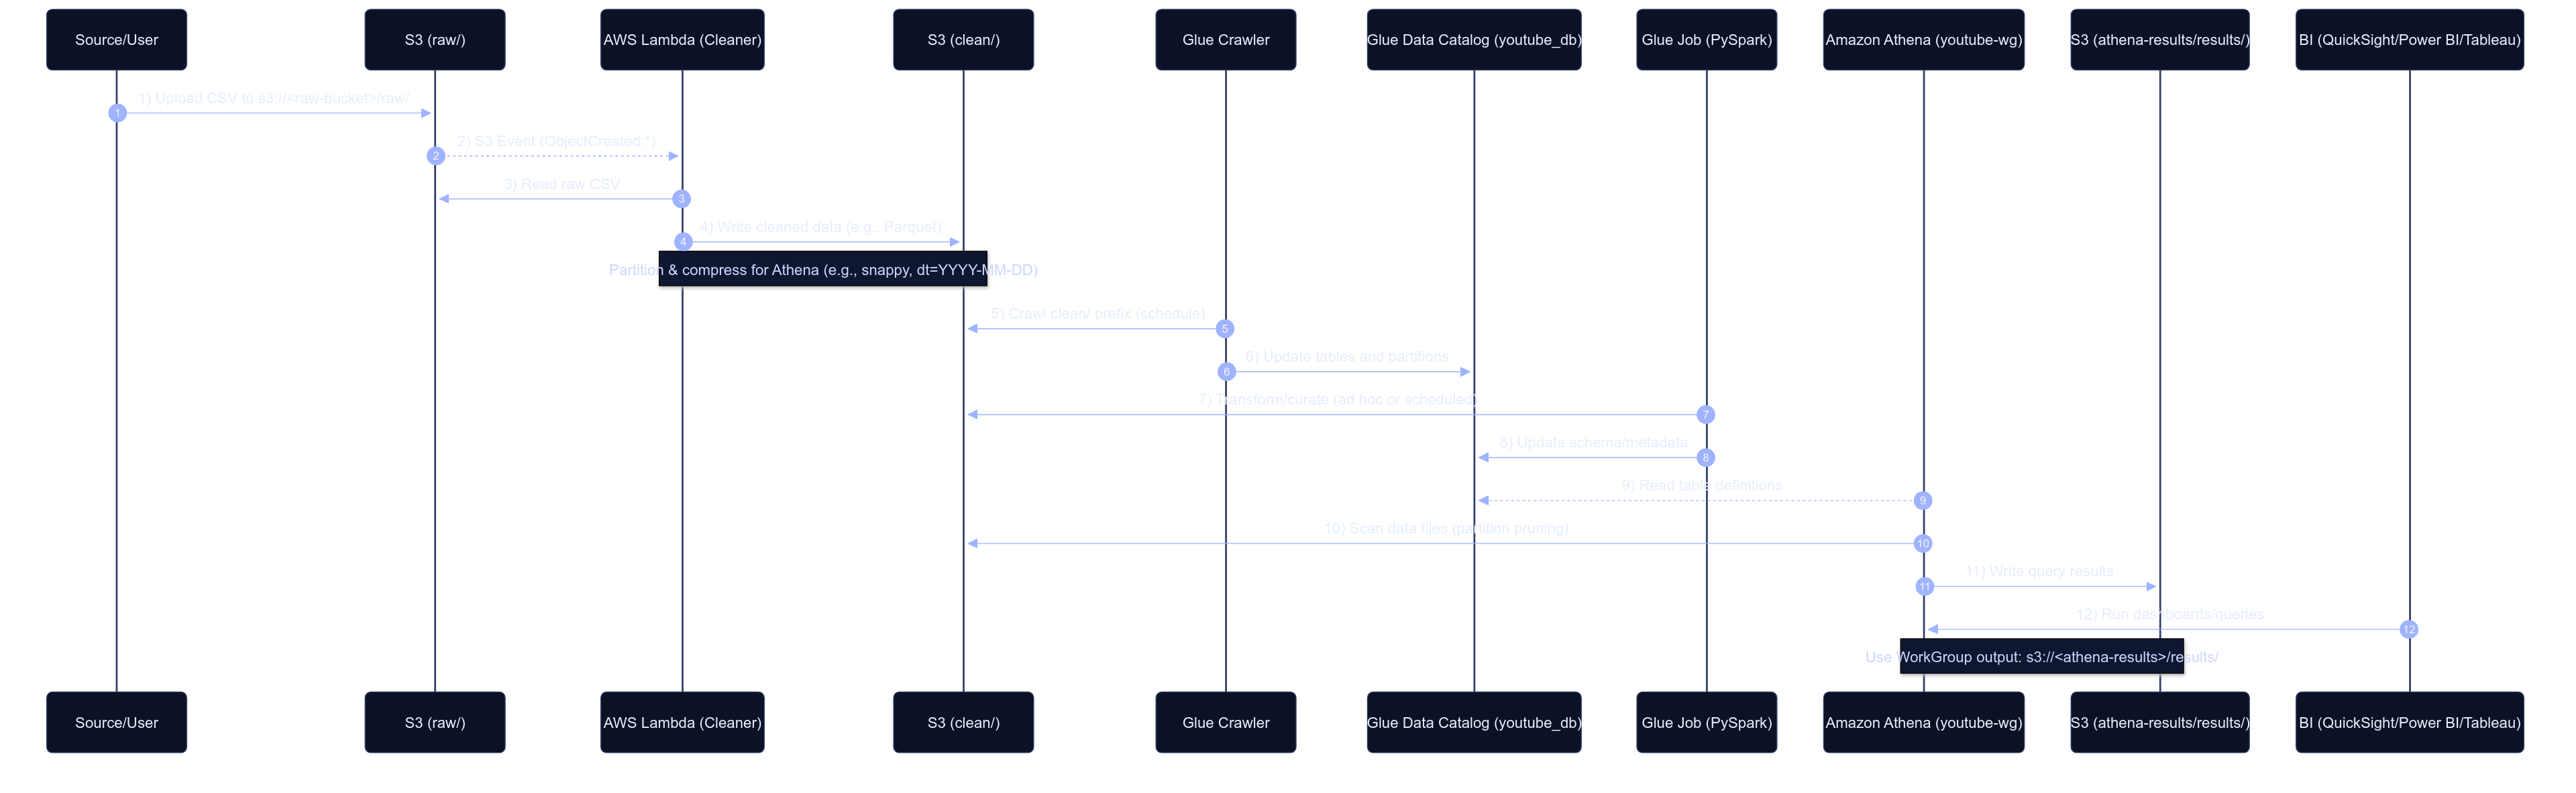 Source/User
S3 (raw/)
AWS Lambda (Cleaner)
S3 (clean/)
Glue Crawler
Glue Data Catalog (youtube_db)
Glue Job (PySpark)
Amazon Athena (youtube-wg)
S3 (athena-results/results/)
BI (QuickSight/Power BI/Tableau)
1) Upload CSV to s3://<raw-bucket>/raw/
1
2) S3 Event (ObjectCreated:*)
2
3) Read raw CSV
3
4) Write cleaned data (e.g., Parquet)
4
Partition & compress for Athena (e.g., snappy, dt=YYYY-MM-DD)
5) Crawl clean/ prefix (schedule)
5
6) Update tables and partitions
6
7) Transform/curate (ad hoc or scheduled)
7
8) Update schema/metadata
8
9) Read table definitions
9
10) Scan data files (partition pruning)
10
11) Write query results
11
12) Run dashboards/queries
12
Use WorkGroup output: s3://<athena-results>/results/
Source/User
S3 (raw/)
AWS Lambda (Cleaner)
S3 (clean/)
Glue Crawler
Glue Data Catalog (youtube_db)
Glue Job (PySpark)
Amazon Athena (youtube-wg)
S3 (athena-results/results/)
BI (QuickSight/Power BI/Tableau)